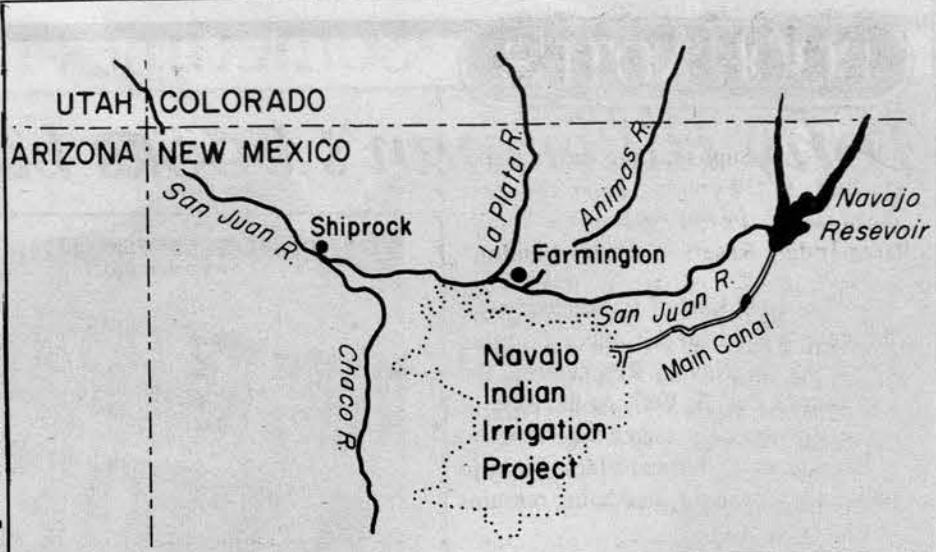 UTAH COLORADO
ARIZONA NEW MEXICO
San Juan R.
Shiprock
La Plata R.
Animas R.
Farmington
Navajo
Resevoir
San Juan R.
Main Canal
Chaco R.
Navajo
Indian
Irrigation
Project